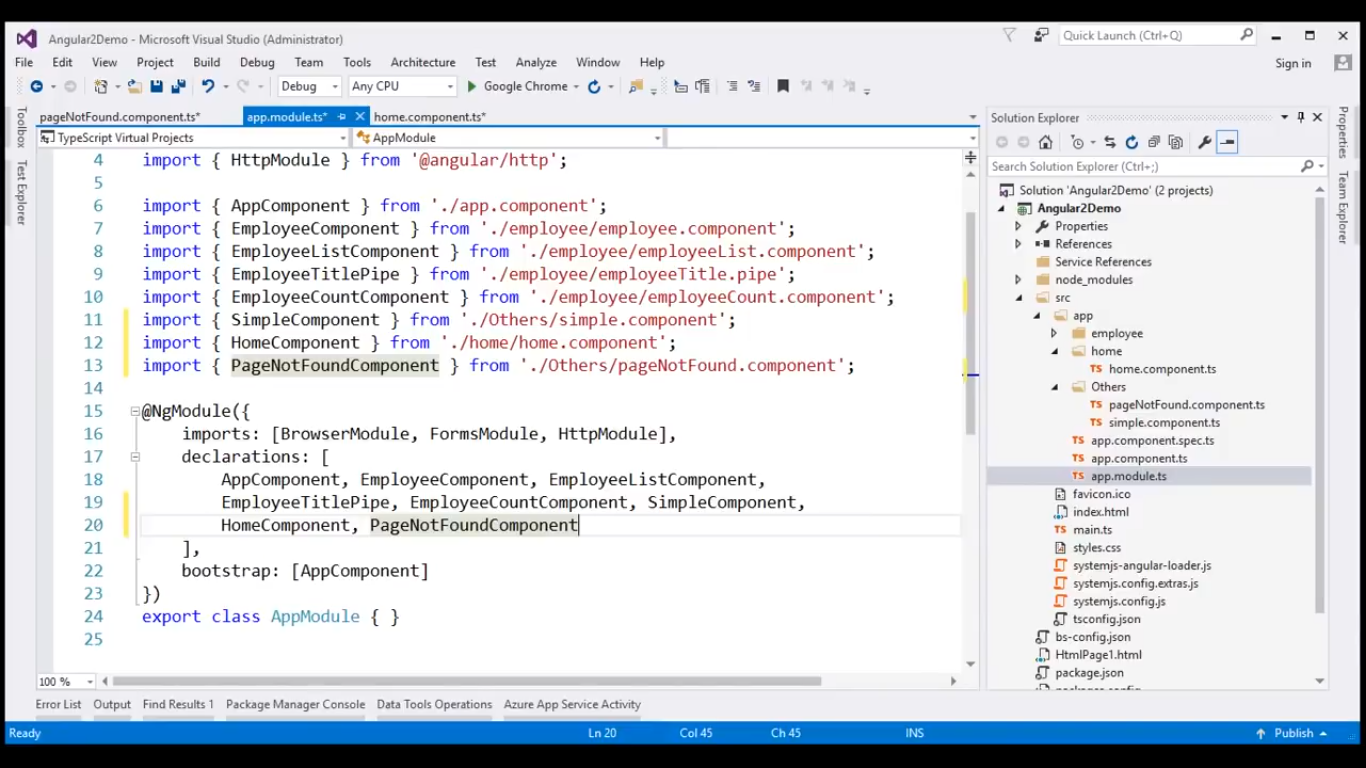 Angular2Demo - Microsoft Visual Studio (Administrator)
Quick Launch (Ctrl+Q)
File Edit View Project Build Debug Team Tools Architecture Test Analyze Window Help
Sign in
Debug Any CPU Google Chrome
Toolbox
Test Explorer
pageNotFound.component.ts* app.module.ts* home.component.ts*
TypeScript Virtual Projects AppModule
4 import { HttpModule } from '@angular/http';
5
6 import { AppComponent } from './app.component';
7 import { EmployeeComponent } from './employee/employee.component';
8 import { EmployeeListComponent } from './employee/employeeList.component';
9 import { EmployeeTitlePipe } from './employee/employeeTitle.pipe';
10 import { EmployeeCountComponent } from './employee/employeeCount.component';
11 import { SimpleComponent } from './Others/simple.component';
12 import { HomeComponent } from './home/home.component';
13 import { PageNotFoundComponent } from './Others/pageNotFound.component';
14
15 @NgModule({
16 imports: [BrowserModule, FormsModule, HttpModule],
17 declarations: [
18 AppComponent, EmployeeComponent, EmployeeListComponent,
19 EmployeeTitlePipe, EmployeeCountComponent, SimpleComponent,
20 HomeComponent, PageNotFoundComponent
21 ],
22 bootstrap: [AppComponent]
23 })
24 export class AppModule { }
25
100 %
Solution Explorer
Search Solution Explorer (Ctrl+;)
Solution 'Angular2Demo' (2 projects)
Angular2Demo
Properties
References
Service References
node_modules
src
app
employee
home
home.component.ts
Others
pageNotFound.component.ts
simple.component.ts
app.component.spec.ts
app.component.ts
app.module.ts
favicon.ico
index.html
main.ts
styles.css
systemjs-angular-loader.js
systemjs.config.extras.js
systemjs.config.js
tsconfig.json
bs-config.json
HtmlPage1.html
package.json
Properties
Team Explorer
Error List Output Find Results 1 Package Manager Console Data Tools Operations Azure App Service Activity
Ready Ln 20 Col 45 Ch 45 INS Publish